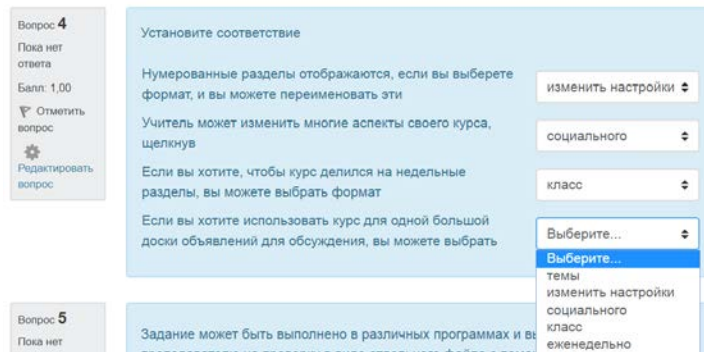 Вопрос 4
Пока нет
ответа
Балл: 1,00
Отметить
вопрос
Редактировать
вопрос
Установите соответствие
Нумерованные разделы отображаются, если вы выберете
формат, и вы можете переименовать эти
изменить настройки
Учитель может изменить многие аспекты своего курса,
щелкнув
социального
Если вы хотите, чтобы курс делился на недельные
разделы, вы можете выбрать формат
класс
Если вы хотите использовать курс для одной большой
доски объявлений для обсуждения, вы можете выбрать
Выберите...
Выберите...
темы
изменить настройки
социального
класс
еженедельно
Вопрос 5
Пока нет
Задание может быть выполнено в различных программах и